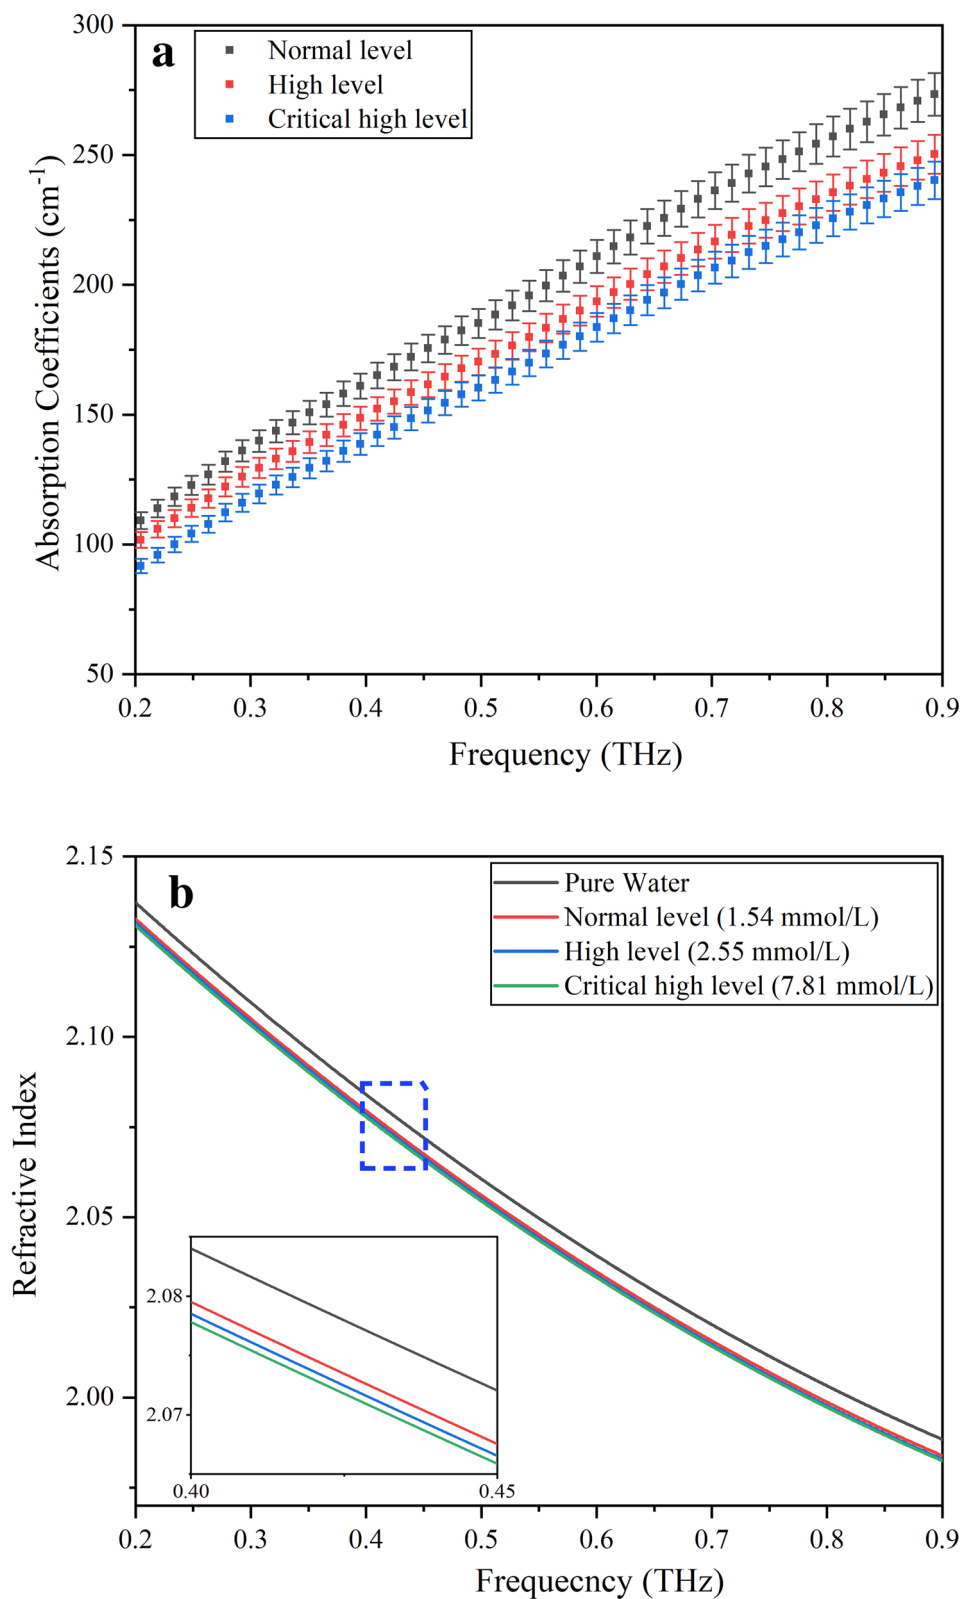 300
a
Normal level
High level
Critical high level
250
200
150
100
50
Absorption Coefficients (cm⁻¹)
0.2 0.3 0.4 0.5 0.6 0.7 0.8 0.9
Frequency (THz)
2.15
b
Pure Water
Normal level (1.54 mmol/L)
High level (2.55 mmol/L)
Critical high level (7.81 mmol/L)
2.10
2.05
2.00
Refractive Index
2.08
2.07
0.40 0.45
0.2 0.3 0.4 0.5 0.6 0.7 0.8 0.9
Frequecncy (THz)